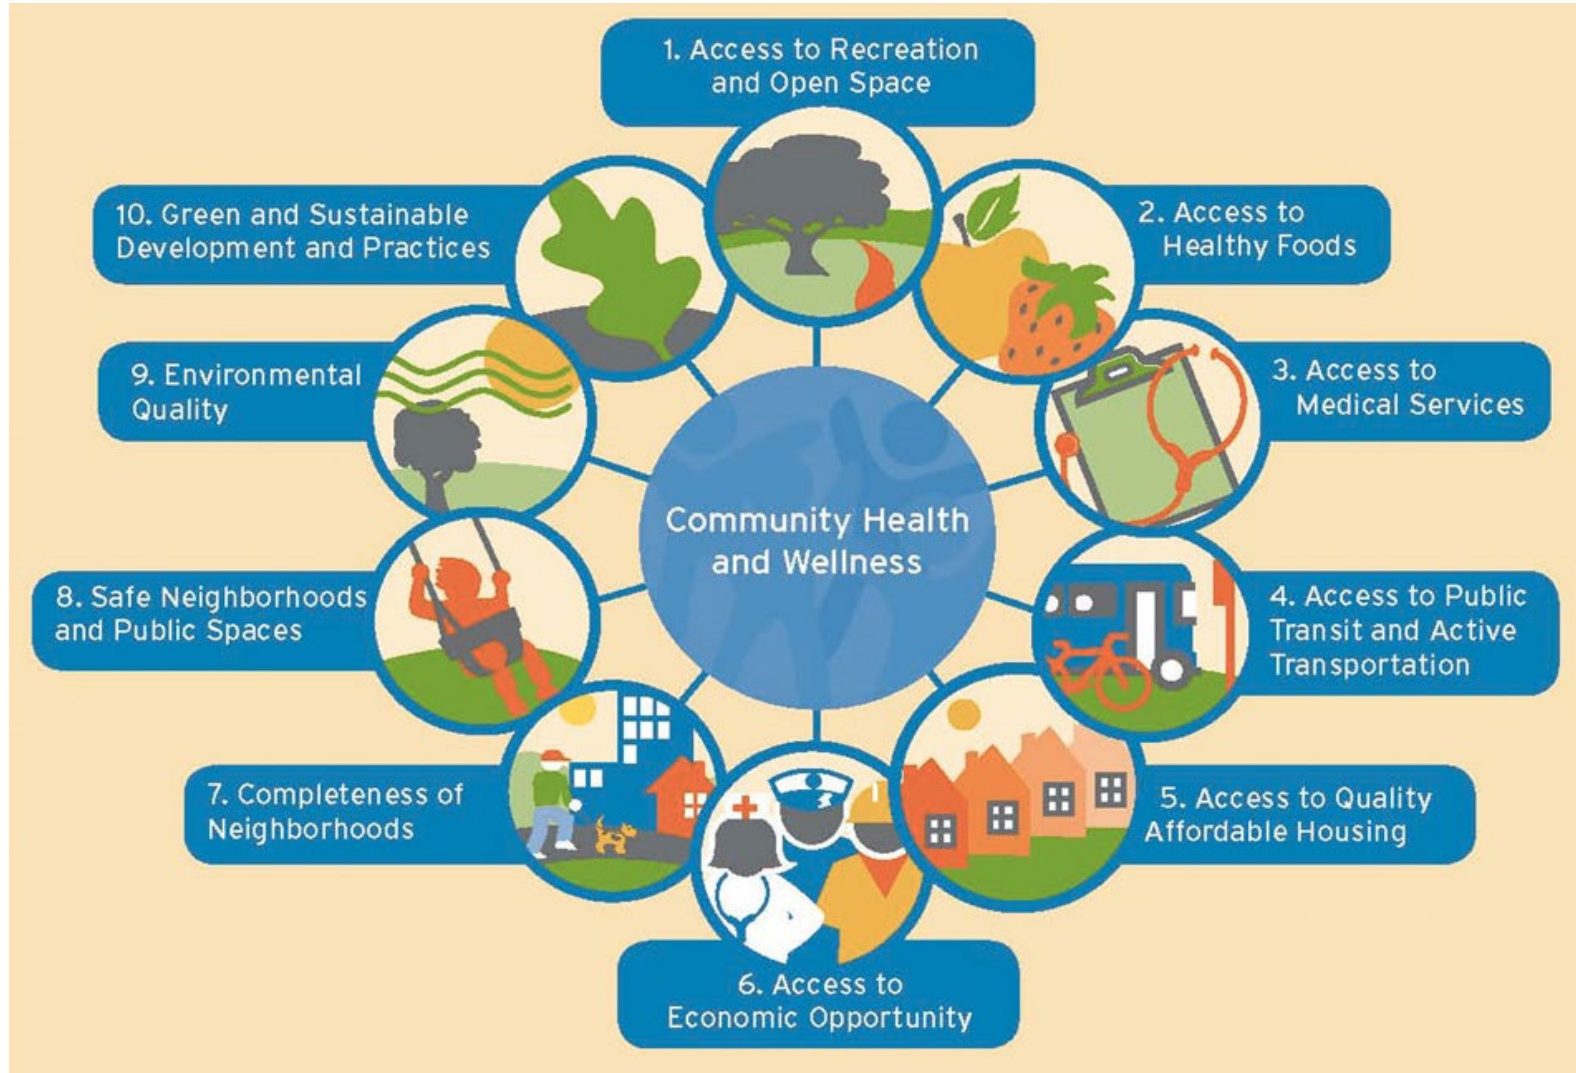 1. Access to Recreation
and Open Space
2. Access to
Healthy Foods
3. Access to
Medical Services
4. Access to Public
Transit and Active
Transportation
5. Access to Quality
Affordable Housing
6. Access to
Economic Opportunity
7. Completeness of
Neighborhoods
8. Safe Neighborhoods
and Public Spaces
9. Environmental
Quality
10. Green and Sustainable
Development and Practices
Community Health
and Wellness